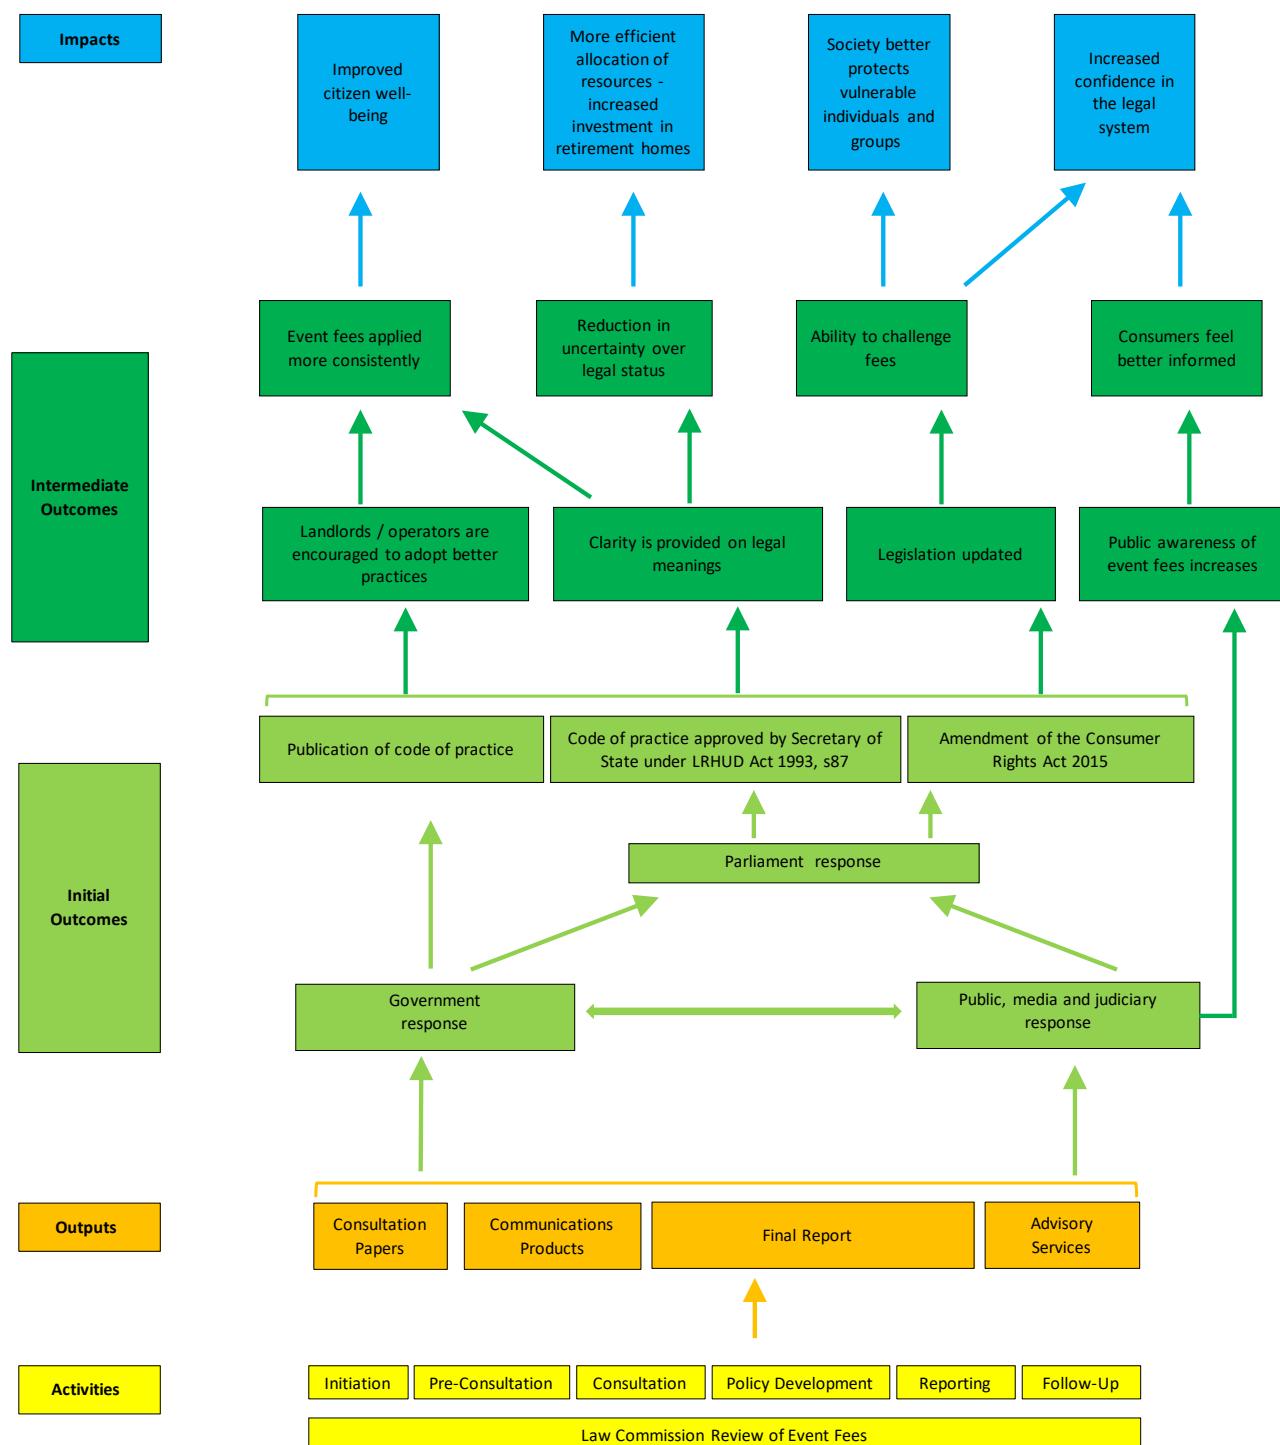 Impacts
Improved
citizen well-
being
More efficient
allocation of
resources -
increased
investment in
retirement homes
Society better
protects
vulnerable
individuals and
groups
Increased
confidence in
the legal
system
Intermediate
Outcomes
Event fees applied
more consistently
Reduction in
uncertainty over
legal status
Ability to challenge
fees
Consumers feel
better informed
Landlords / operators are
encouraged to adopt better
practices
Clarity is provided on legal
meanings
Legislation updated
Public awareness of
event fees increases
Initial
Outcomes
Publication of code of practice
Code of practice approved by Secretary of
State under LRHUD Act 1993, s87
Amendment of the Consumer
Rights Act 2015
Parliament response
Government
response
Public, media and judiciary
response
Outputs
Consultation
Papers
Communications
Products
Final Report
Advisory
Services
Activities
Initiation
Pre-Consultation
Consultation
Policy Development
Reporting
Follow-Up
Law Commission Review of Event Fees